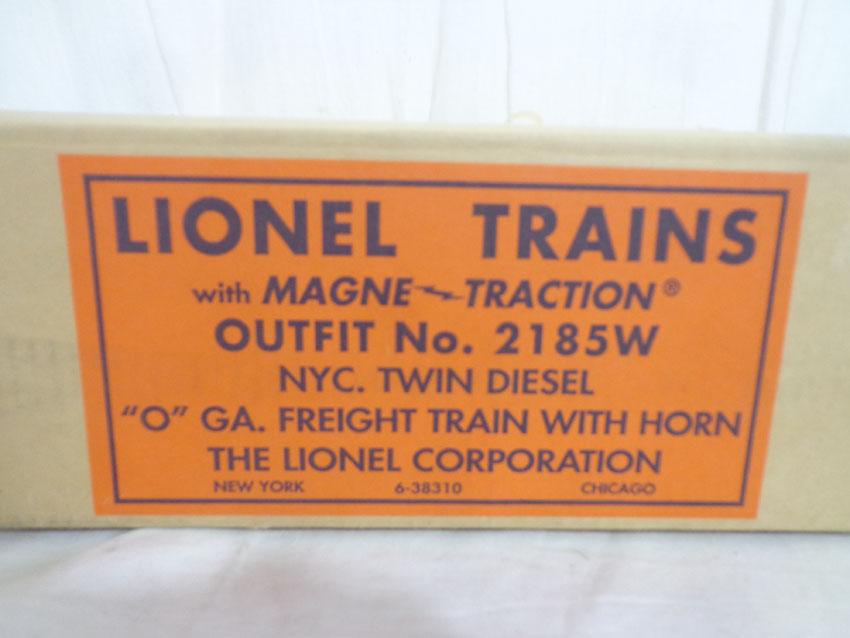 LIONEL TRAINS
with MAGNE-TRACTION®
OUTFIT No. 2185W
NYC. TWIN DIESEL
"O" GA. FREIGHT TRAIN WITH HORN
THE LIONEL CORPORATION
NEW YORK 6-38310 CHICAGO